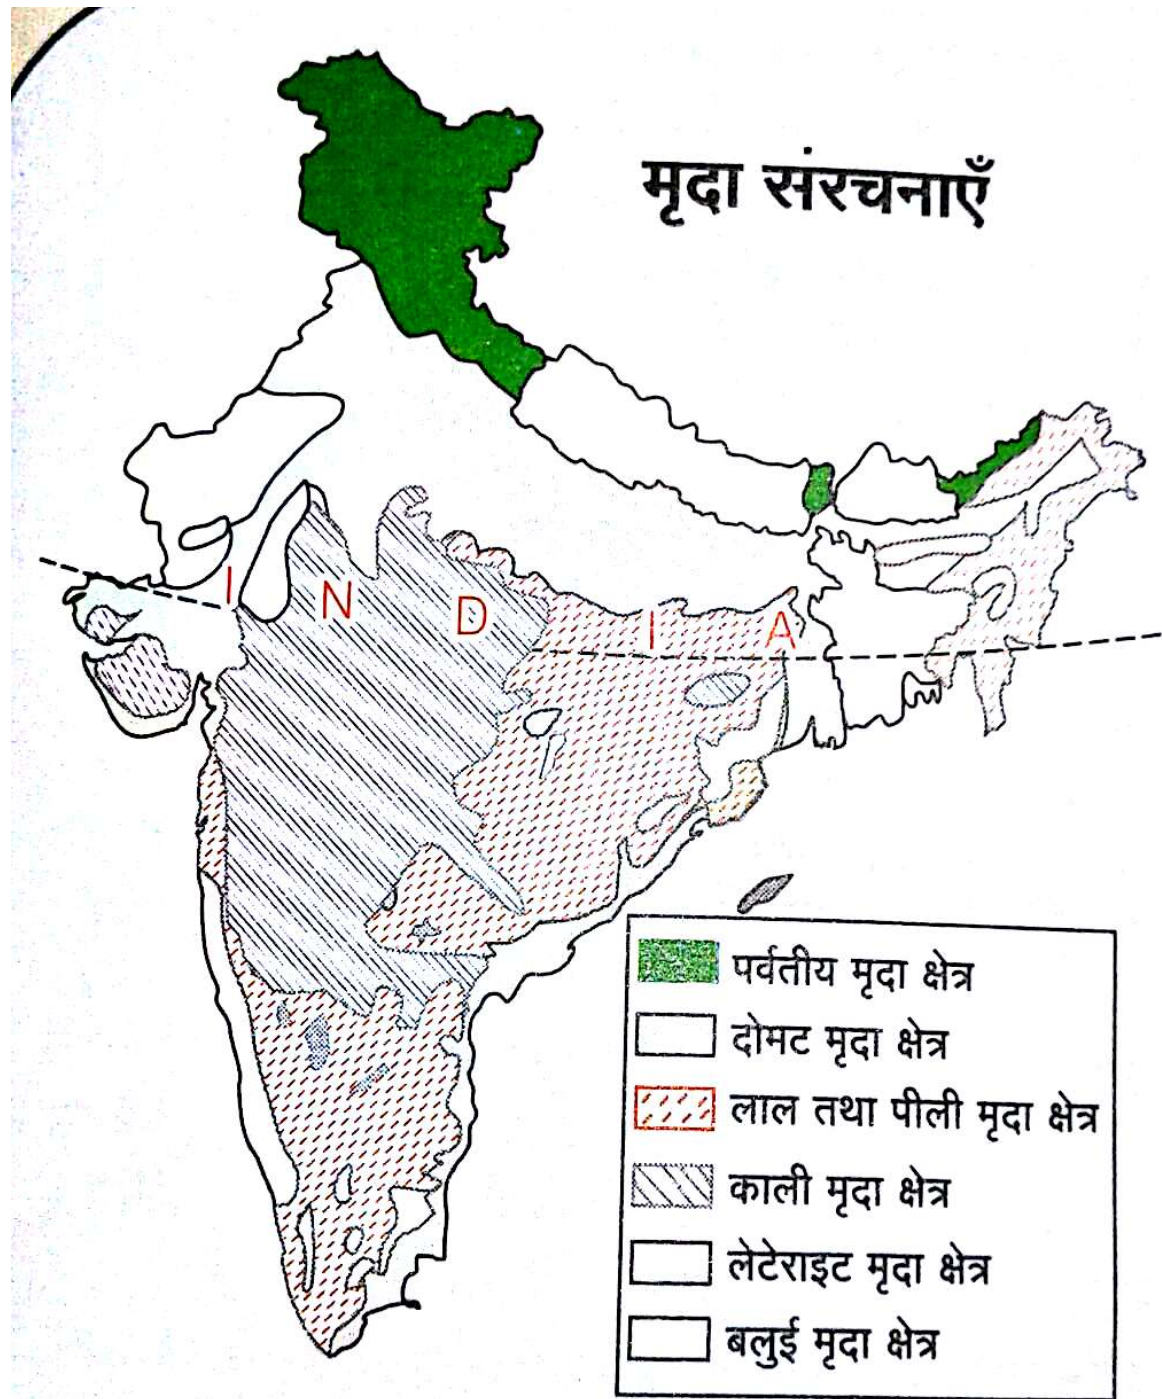 मृदा संरचनाएँ
I N D I A
पर्वतीय मृदा क्षेत्र
दोमट मृदा क्षेत्र
लाल तथा पीली मृदा क्षेत्र
काली मृदा क्षेत्र
लेटेराइट मृदा क्षेत्र
बलुई मृदा क्षेत्र